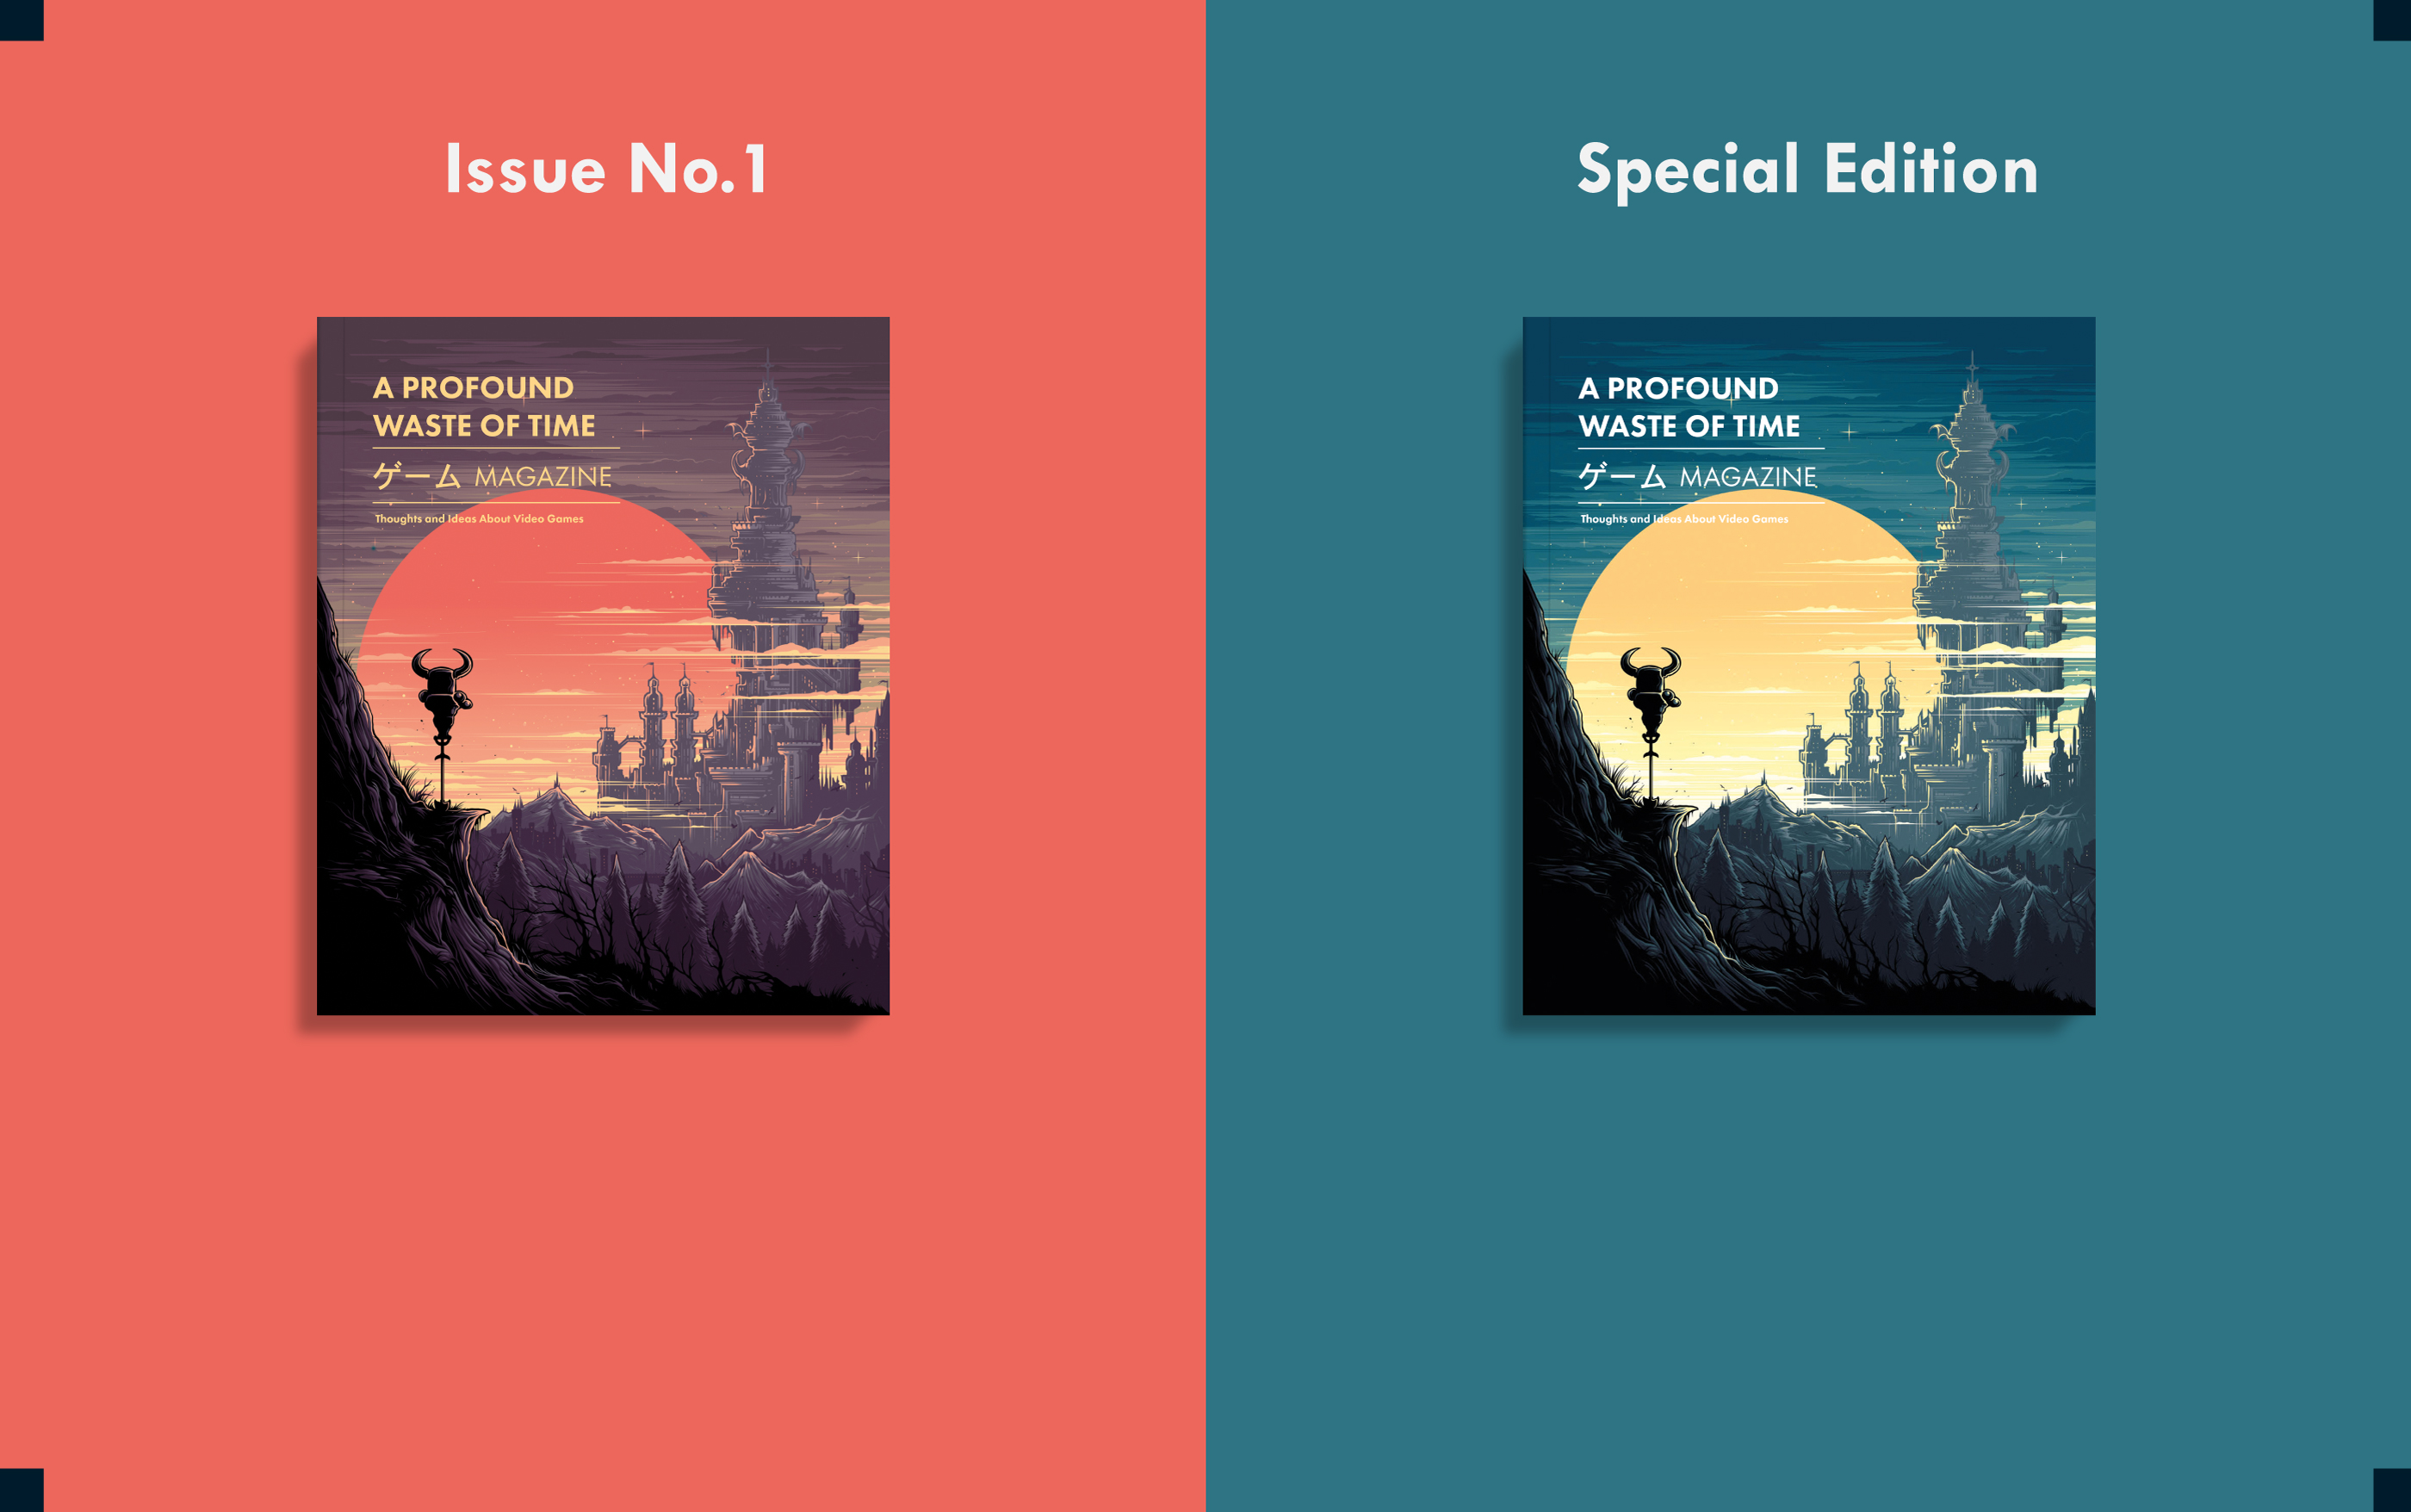 Issue No.1
A PROFOUND
WASTE OF TIME
ゲーム MAGAZINE
Thoughts and Ideas About Video Games
Special Edition
A PROFOUND
WASTE OF TIME
ゲーム MAGAZINE
Thoughts and Ideas About Video Games